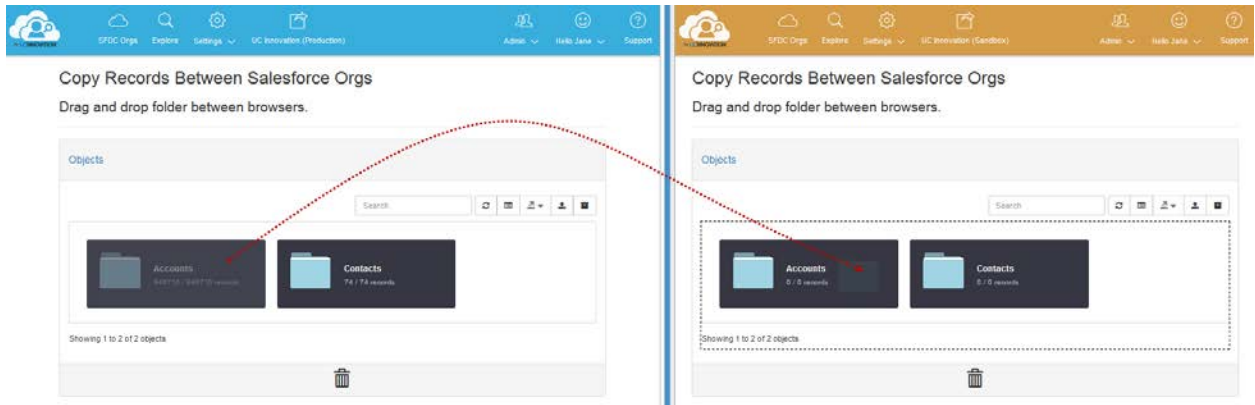 SFDC Orgs Explore Settings UC Innovation (Production) Admin Hello Jana Support
Copy Records Between Salesforce Orgs
Drag and drop folder between browsers.
Objects
Search
Accounts
Contacts
74 / 74 records
Showing 1 to 2 of 2 objects
SFDC Orgs Explore Settings UC Innovation (Sandbox) Admin Hello Jana Support
Copy Records Between Salesforce Orgs
Drag and drop folder between browsers.
Objects
Search
Accounts
0 / 0 records
Contacts
0 / 0 records
Showing 1 to 2 of 2 objects